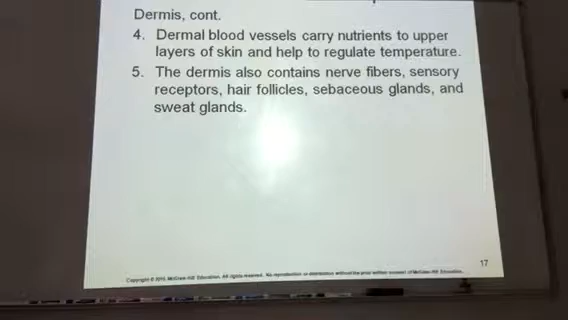 Dermis, cont.
4. Dermal blood vessels carry nutrients to upper
layers of skin and help to regulate temperature.
5. The dermis also contains nerve fibers, sensory
receptors, hair follicles, sebaceous glands, and
sweat glands.
17
Copyright © McGraw-Hill Education. All rights reserved. No reproduction or distribution without the prior written consent of McGraw-Hill Education.